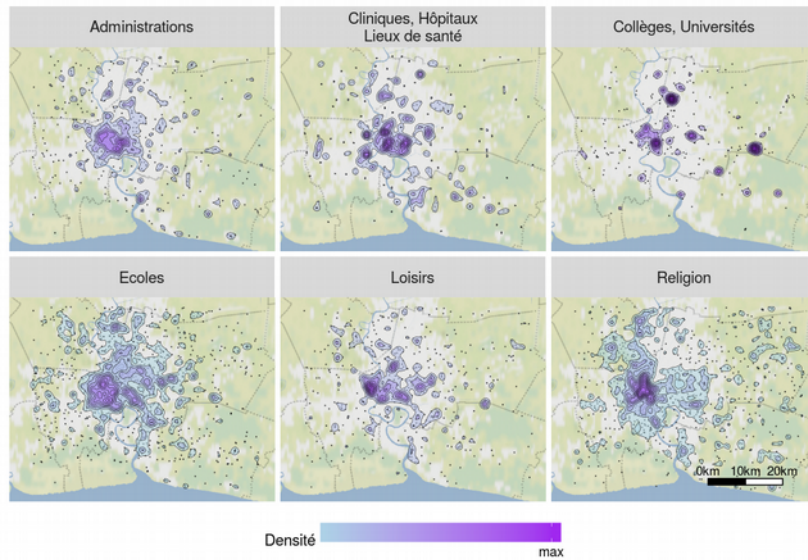 Administrations
Cliniques, Hôpitaux
Lieux de santé
Collèges, Universités
Ecoles
Loisirs
Religion
0km 10km 20km
Densité
max